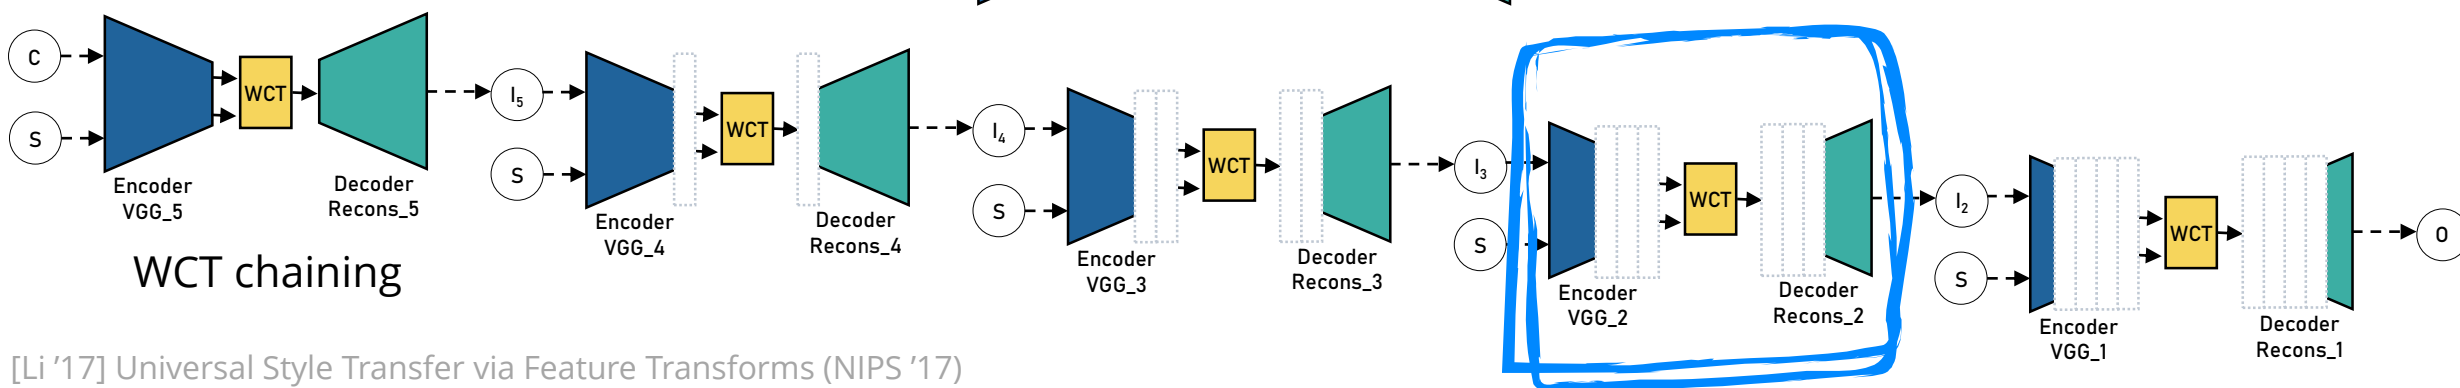 C
S
WCT
Encoder
VGG_5
Decoder
Recons_5
WCT chaining
I5
S
WCT
Encoder
VGG_4
Decoder
Recons_4
I4
S
WCT
Encoder
VGG_3
Decoder
Recons_3
I3
S
WCT
Encoder
VGG_2
Decoder
Recons_2
I2
S
WCT
Encoder
VGG_1
Decoder
Recons_1
O
[Li ’17] Universal Style Transfer via Feature Transforms (NIPS ’17)